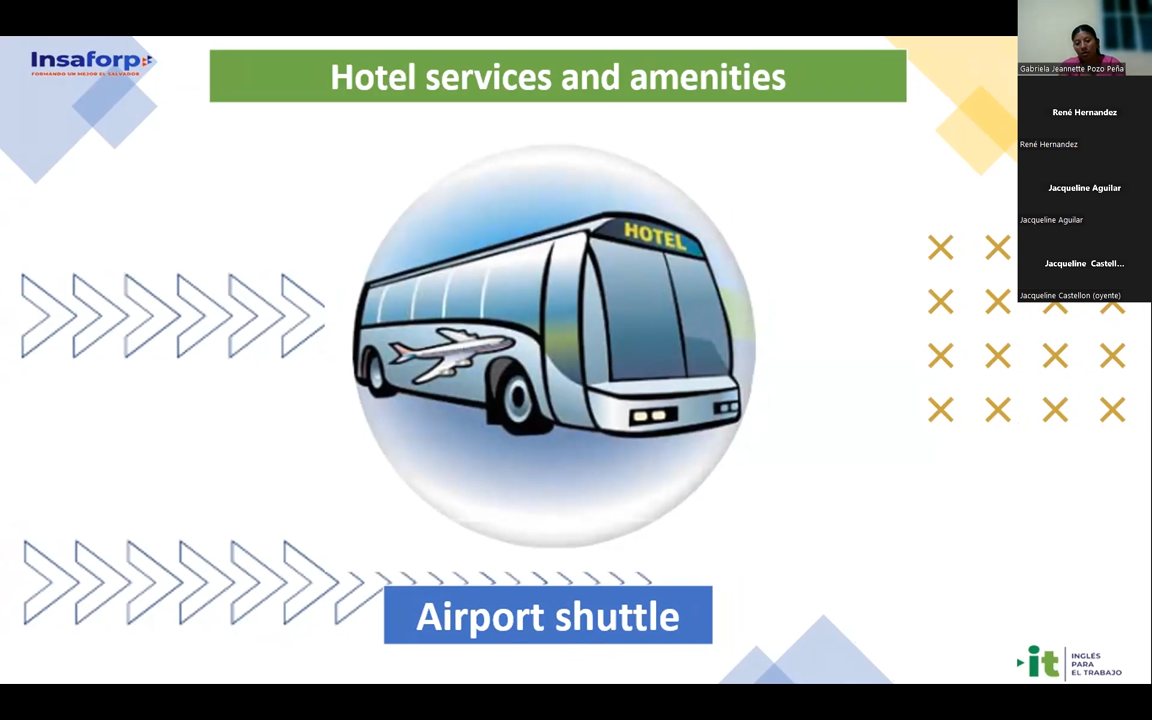 Insaforp
FORMANDO UN MEJOR EL SALVADOR
Hotel services and amenities
HOTEL
Airport shuttle
Gabriela Jeannette Pozo Peña
René Hernandez
René Hernandez
Jacqueline Aguilar
Jacqueline Aguilar
Jacqueline Castell...
Jacqueline Castellon (oyente)
it
INGLÉS
PARA
EL TRABAJO